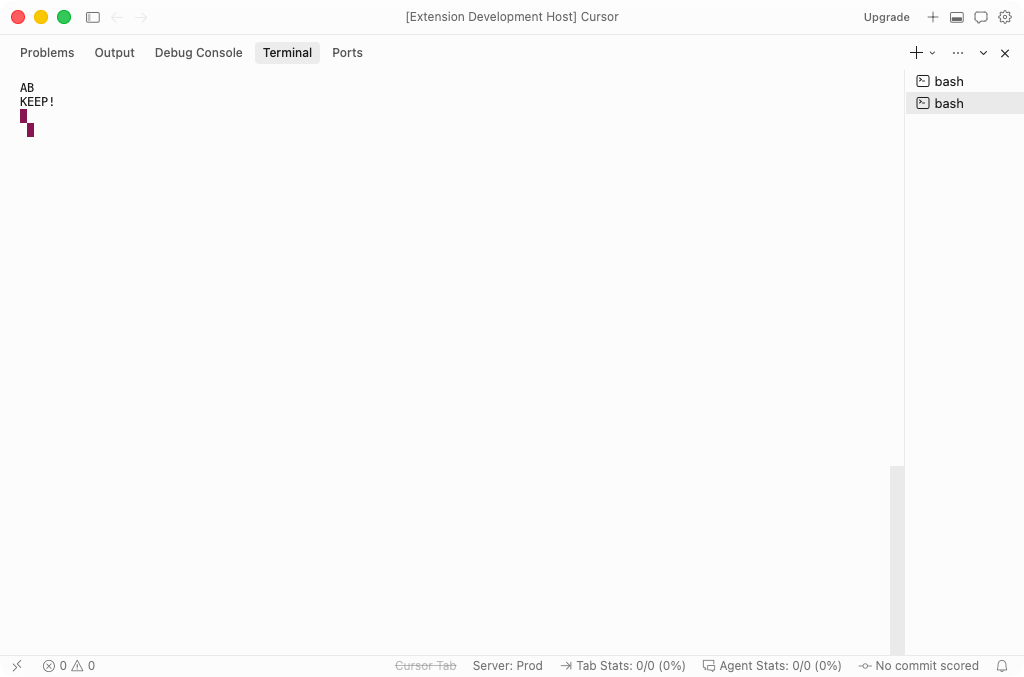 [Extension Development Host] Cursor
Upgrade
Problems Output Debug Console Terminal Ports
AB
KEEP!
bash
bash
0 0
Cursor Tab Server: Prod Tab Stats: 0/0 (0%) Agent Stats: 0/0 (0%) No commit scored